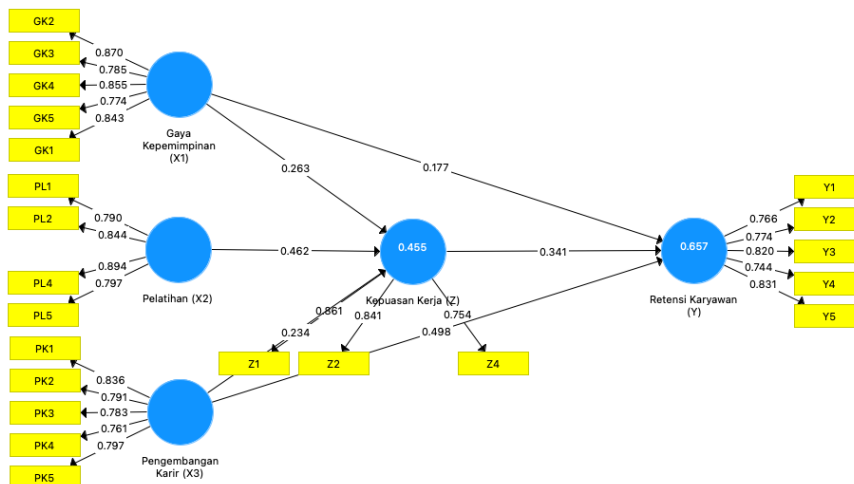 GK2
0.870
GK3
0.785
GK4
0.855
GK5
0.774
GK1
0.843
Gaya
Kepemimpinan
(X1)
0.263
0.177
PL1
0.790
PL2
0.844
PL4
0.894
PL5
0.797
Pelatihan (X2)
0.462
0.455
Kepuasan Kerja (Z)
0.341
0.657
Retensi Karyawan
(Y)
Y1
0.766
Y2
0.774
Y3
0.820
Y4
0.744
Y5
0.831
0.861
0.234
0.841
0.754
0.498
Z1
Z2
Z4
PK1
0.836
PK2
0.791
PK3
0.783
PK4
0.761
PK5
0.797
Pengembangan
Karir (X3)